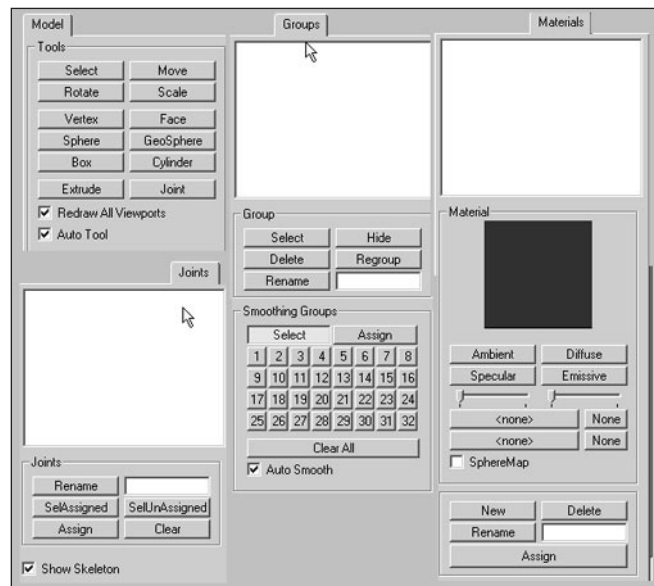 Model
Tools
Select Move
Rotate Scale
Vertex Face
Sphere GeoSphere
Box Cylinder
Extrude Joint
Redraw All Viewports
Auto Tool
Joints
Joints
Rename
SelAssigned SelUnAssigned
Assign Clear
Show Skeleton
Groups
Group
Select Hide
Delete Regroup
Rename
Smoothing Groups
Select Assign
1 2 3 4 5 6 7 8
9 10 11 12 13 14 15 16
17 18 19 20 21 22 23 24
25 26 27 28 29 30 31 32
Clear All
Auto Smooth
Materials
Material
Ambient Diffuse
Specular Emissive
<none> None
<none> None
SphereMap
New Delete
Rename
Assign